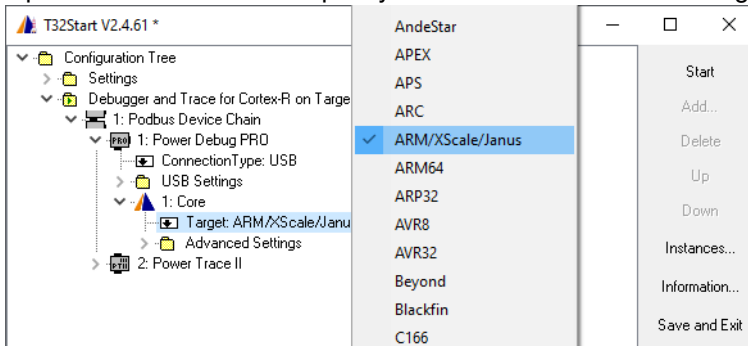 T32Start V2.4.61 *
Configuration Tree
Settings
Debugger and Trace for Cortex-R on Targe
1: Podbus Device Chain
PRO 1: Power Debug PRO
ConnectionType: USB
USB Settings
1: Core
Target: ARM/XScale/Janu
Advanced Settings
2: Power Trace II
AndeStar
APEX
APS
ARC
ARM/XScale/Janus
ARM64
ARP32
AVR8
AVR32
Beyond
Blackfin
C166
Start
Add...
Delete
Up
Down
Instances...
Information...
Save and Exit